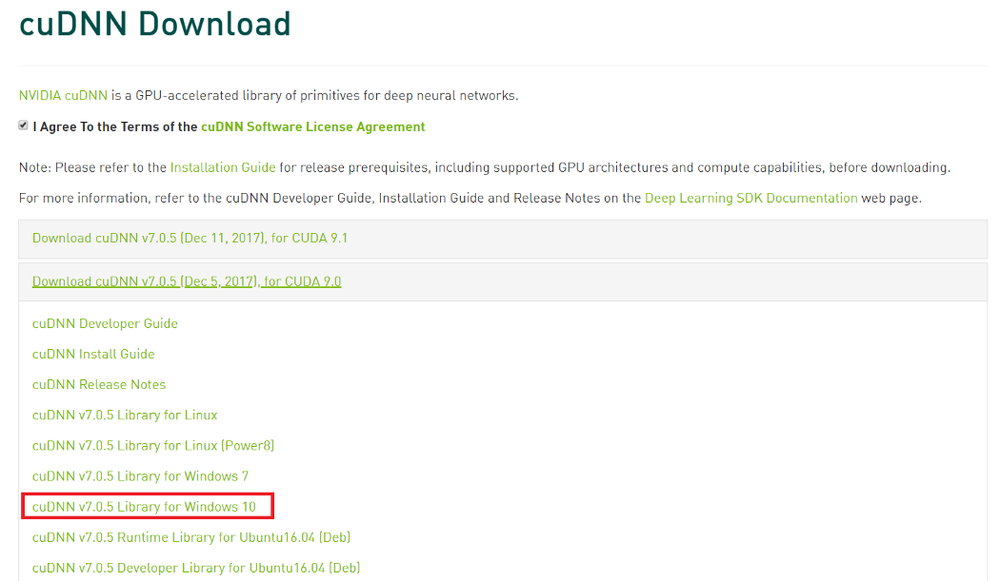 cuDNN Download
NVIDIA cuDNN is a GPU-accelerated library of primitives for deep neural networks.
I Agree To the Terms of the cuDNN Software License Agreement
Note: Please refer to the Installation Guide for release prerequisites, including supported GPU architectures and compute capabilities, before downloading.
For more information, refer to the cuDNN Developer Guide, Installation Guide and Release Notes on the Deep Learning SDK Documentation web page.
Download cuDNN v7.0.5 (Dec 11, 2017), for CUDA 9.1
Download cuDNN v7.0.5 (Dec 5, 2017), for CUDA 9.0
cuDNN Developer Guide
cuDNN Install Guide
cuDNN Release Notes
cuDNN v7.0.5 Library for Linux
cuDNN v7.0.5 Library for Linux (Power8)
cuDNN v7.0.5 Library for Windows 7
cuDNN v7.0.5 Library for Windows 10
cuDNN v7.0.5 Runtime Library for Ubuntu16.04 (Deb)
cuDNN v7.0.5 Developer Library for Ubuntu16.04 (Deb)